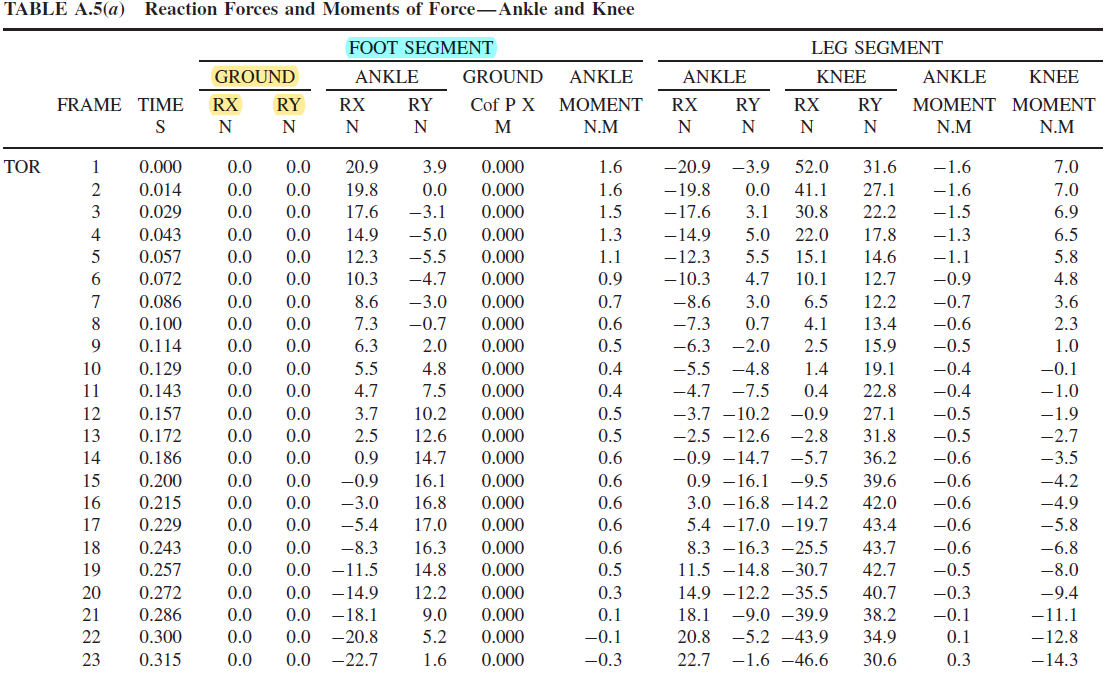 TABLE A.5(a) Reaction Forces and Moments of Force—Ankle and Knee
FOOT SEGMENT LEG SEGMENT
GROUND ANKLE GROUND ANKLE ANKLE KNEE ANKLE KNEE
FRAME TIME RX RY RX RY Cof P X MOMENT RX RY RX RY MOMENT MOMENT
S N N N N M N.M N N N N N.M N.M
TOR 1 0.000 0.0 0.0 20.9 3.9 0.000 1.6 −20.9 −3.9 52.0 31.6 −1.6 7.0
2 0.014 0.0 0.0 19.8 0.0 0.000 1.6 −19.8 0.0 41.1 27.1 −1.6 7.0
3 0.029 0.0 0.0 17.6 −3.1 0.000 1.5 −17.6 3.1 30.8 22.2 −1.5 6.9
4 0.043 0.0 0.0 14.9 −5.0 0.000 1.3 −14.9 5.0 22.0 17.8 −1.3 6.5
5 0.057 0.0 0.0 12.3 −5.5 0.000 1.1 −12.3 5.5 15.1 14.6 −1.1 5.8
6 0.072 0.0 0.0 10.3 −4.7 0.000 0.9 −10.3 4.7 10.1 12.7 −0.9 4.8
7 0.086 0.0 0.0 8.6 −3.0 0.000 0.7 −8.6 3.0 6.5 12.2 −0.7 3.6
8 0.100 0.0 0.0 7.3 −0.7 0.000 0.6 −7.3 0.7 4.1 13.4 −0.6 2.3
9 0.114 0.0 0.0 6.3 2.0 0.000 0.5 −6.3 −2.0 2.5 15.9 −0.5 1.0
10 0.129 0.0 0.0 5.5 4.8 0.000 0.4 −5.5 −4.8 1.4 19.1 −0.4 −0.1
11 0.143 0.0 0.0 4.7 7.5 0.000 0.4 −4.7 −7.5 0.4 22.8 −0.4 −1.0
12 0.157 0.0 0.0 3.7 10.2 0.000 0.5 −3.7 −10.2 −0.9 27.1 −0.5 −1.9
13 0.172 0.0 0.0 2.5 12.6 0.000 0.5 −2.5 −12.6 −2.8 31.8 −0.5 −2.7
14 0.186 0.0 0.0 0.9 14.7 0.000 0.6 −0.9 −14.7 −5.7 36.2 −0.6 −3.5
15 0.200 0.0 0.0 −0.9 16.1 0.000 0.6 0.9 −16.1 −9.5 39.6 −0.6 −4.2
16 0.215 0.0 0.0 −3.0 16.8 0.000 0.6 3.0 −16.8 −14.2 42.0 −0.6 −4.9
17 0.229 0.0 0.0 −5.4 17.0 0.000 0.6 5.4 −17.0 −19.7 43.4 −0.6 −5.8
18 0.243 0.0 0.0 −8.3 16.3 0.000 0.6 8.3 −16.3 −25.5 43.7 −0.6 −6.8
19 0.257 0.0 0.0 −11.5 14.8 0.000 0.5 11.5 −14.8 −30.7 42.7 −0.5 −8.0
20 0.272 0.0 0.0 −14.9 12.2 0.000 0.3 14.9 −12.2 −35.5 40.7 −0.3 −9.4
21 0.286 0.0 0.0 −18.1 9.0 0.000 0.1 18.1 −9.0 −39.9 38.2 −0.1 −11.1
22 0.300 0.0 0.0 −20.8 5.2 0.000 −0.1 20.8 −5.2 −43.9 34.9 0.1 −12.8
23 0.315 0.0 0.0 −22.7 1.6 0.000 −0.3 22.7 −1.6 −46.6 30.6 0.3 −14.3